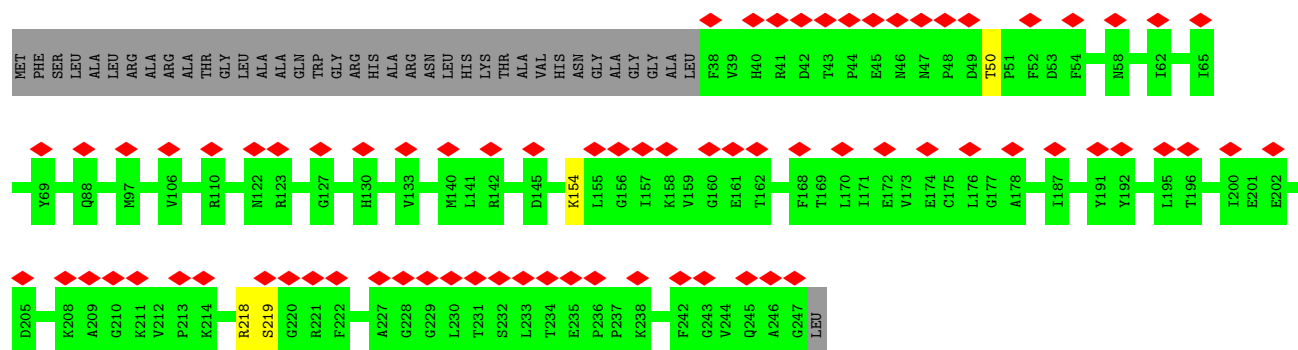 MET PHE SER LEU ALA LEU ARG ALA ARG ALA THR GLY LEU ALA ALA GLN TRP GLY ARG HIS ALA ARG ASN LEU HIS LYS THR ALA VAL HIS ASN GLY ALA GLY GLY ALA LEU F38 V39 H40 R41 D42 T43 P44 E45 N46 N47 P48 D49 T50 P51 F52 D53 F54 N58 I62 I65
Y69 Q88 M97 V106 R110 N122 R123 G127 H130 V133 M140 L141 R142 D145 K154 L155 G156 I157 K158 V159 G160 E161 T162 F168 T169 L170 I171 E172 V173 E174 C175 L176 G177 A178 I187 Y191 Y192 L195 T196 I200 E201 E202
D205 K208 A209 G210 K211 V212 P213 K214 R218 S219 G220 R221 F222 A227 G228 G229 L230 T231 S232 L233 T234 E235 P236 P237 K238 F242 G243 V244 Q245 A246 G247 LEU